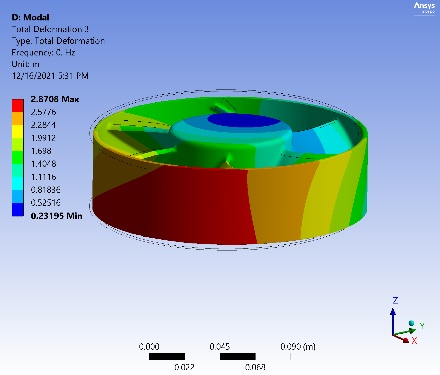 Ansys
D: Modal
Total Deformation 3
Type: Total Deformation
Frequency: 0. Hz
Unit: m
12/16/2021 5:31 PM
2.8708 Max
2.5776
2.2844
1.9912
1.698
1.4048
1.1116
0.81836
0.52516
0.23195 Min
Z
Y
X
0.000 0.045 0.090 (m)
0.022 0.068